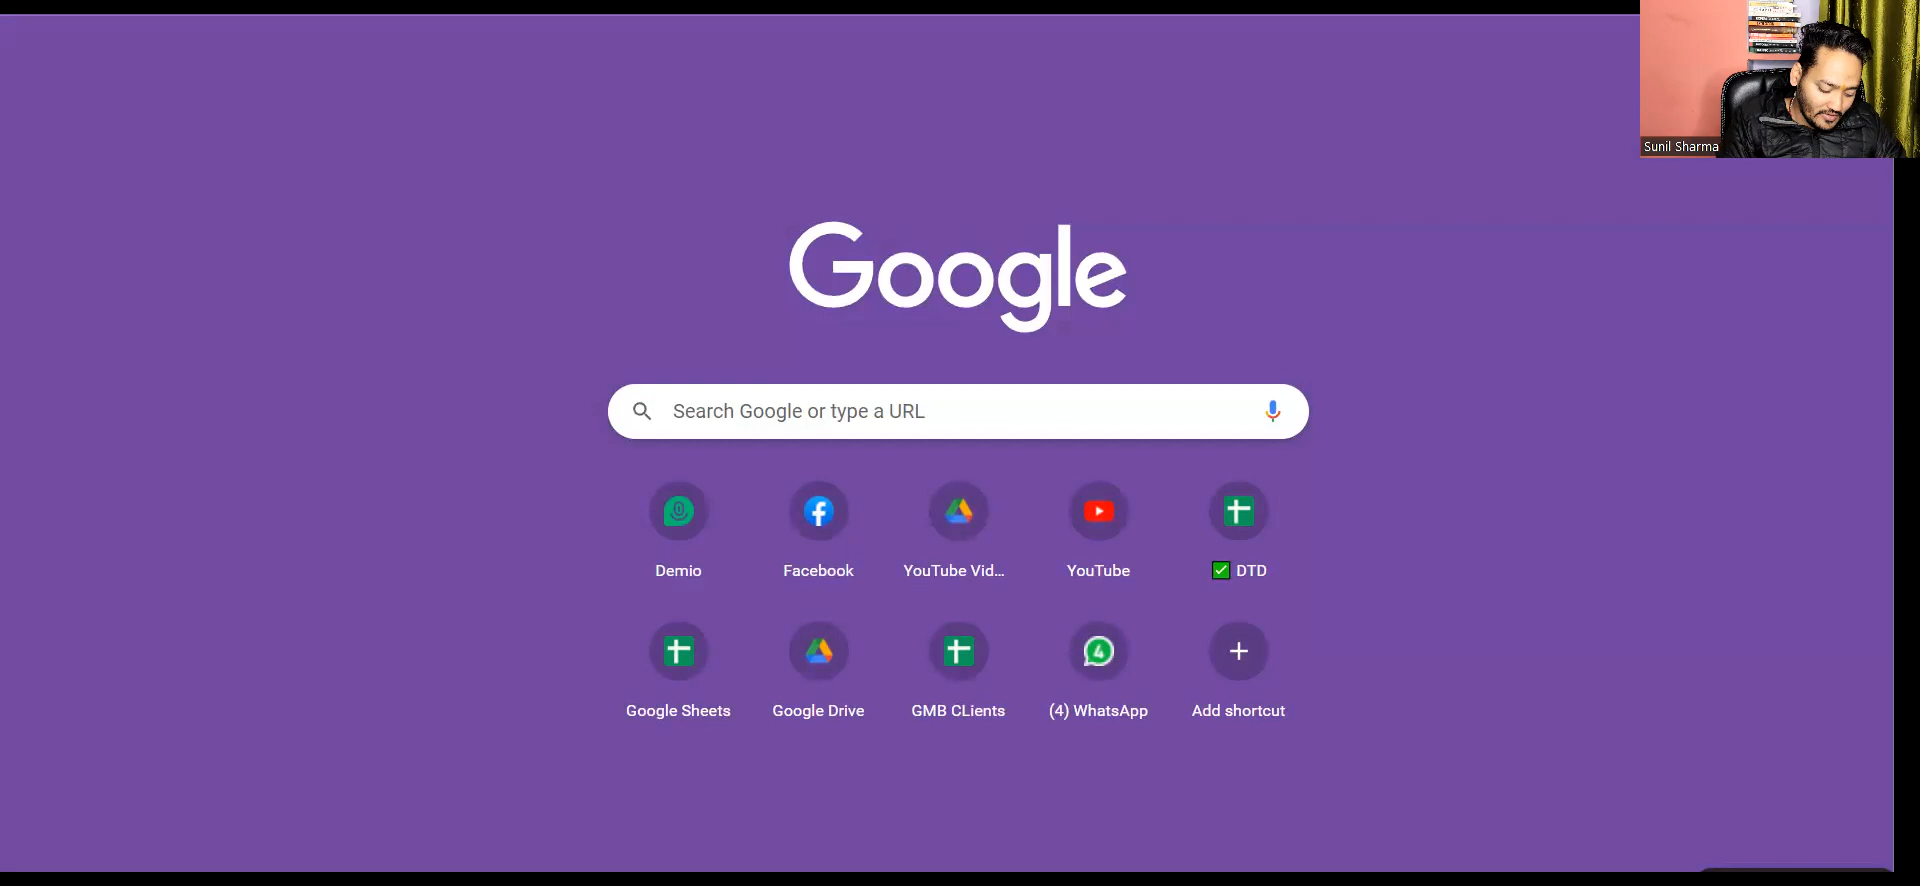 Sunil Sharma
Google
Search Google or type a URL
Demio
Facebook
YouTube Vid...
YouTube
✅ DTD
Google Sheets
Google Drive
GMB CLients
4
(4) WhatsApp
Add shortcut